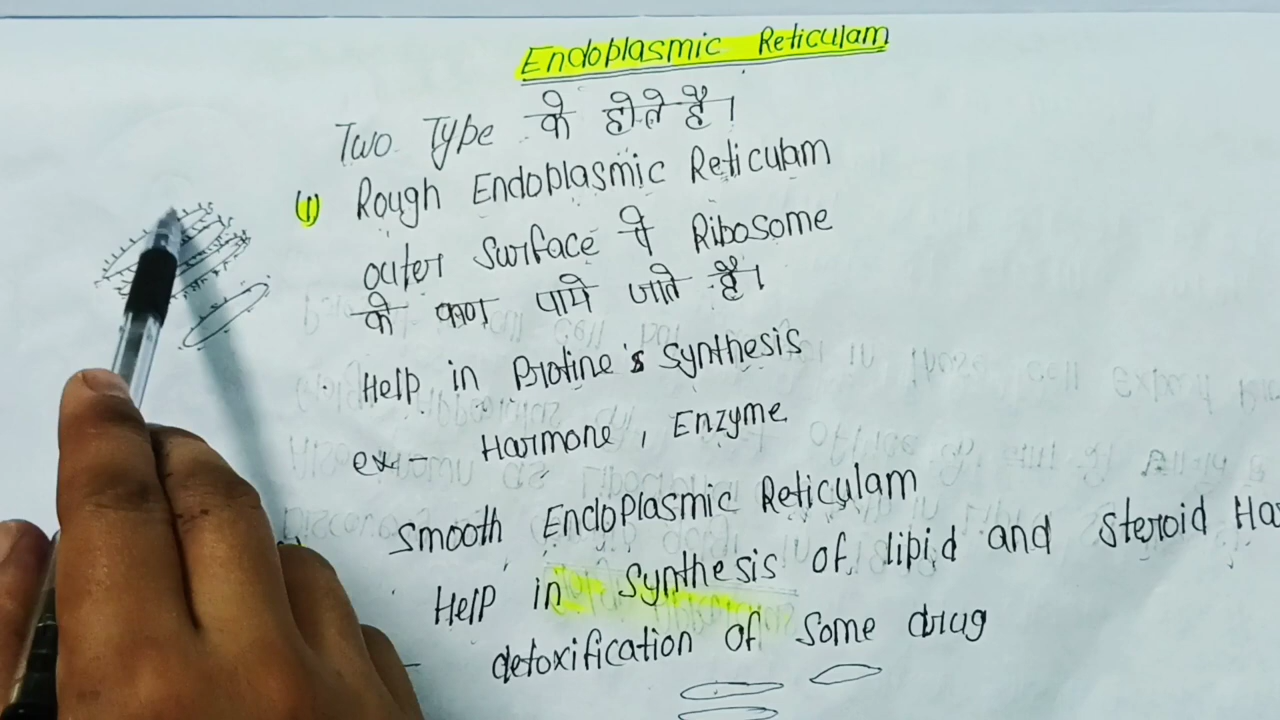 Endoplasmic Reticulam
Two Type के होते है।
(1) Rough Endoplasmic Reticulam
outer surface पे Ribosome
के कण पाये जाते है।
Help in Protine's synthesis
ex:- Harmone, Enzyme
Smooth Endoplasmic Reticulam
Help in synthesis of lipid and steroid Ha
- detoxification of some drug